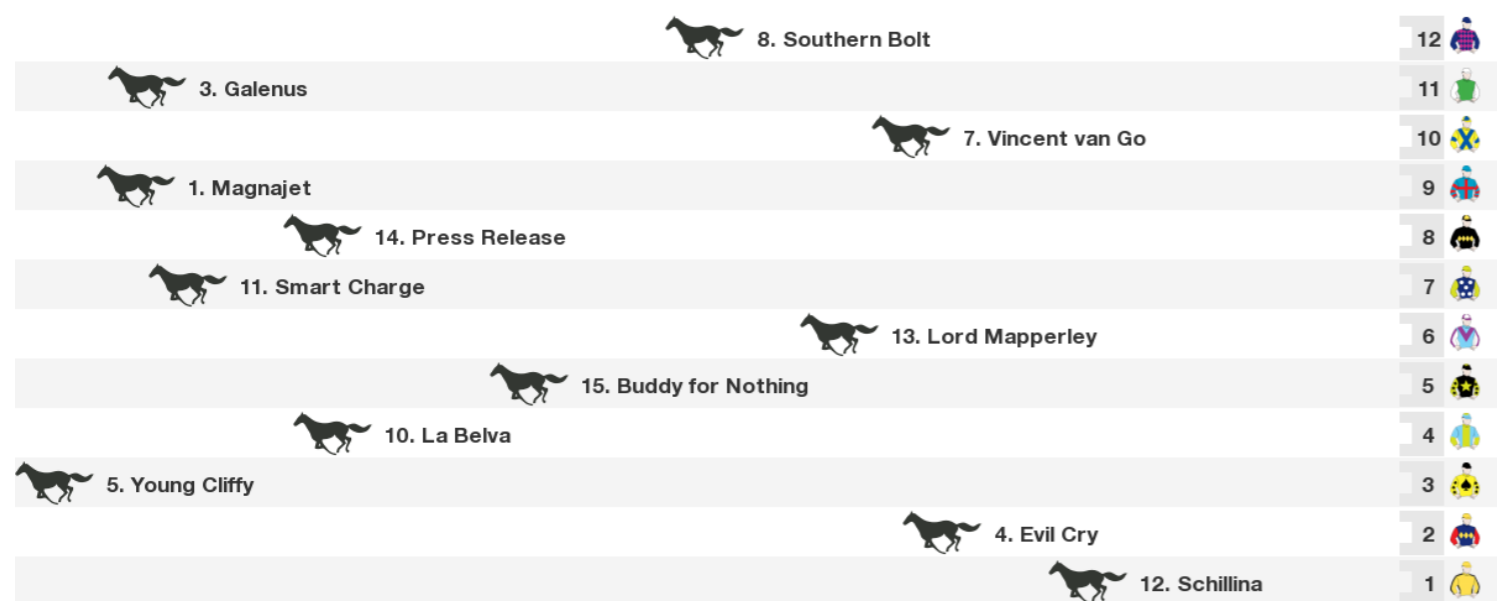 8. Southern Bolt 12
3. Galenus 11
7. Vincent van Go 10
1. Magnajet 9
14. Press Release 8
11. Smart Charge 7
13. Lord Mapperley 6
15. Buddy for Nothing 5
10. La Belva 4
5. Young Cliffy 3
4. Evil Cry 2
12. Schillina 1